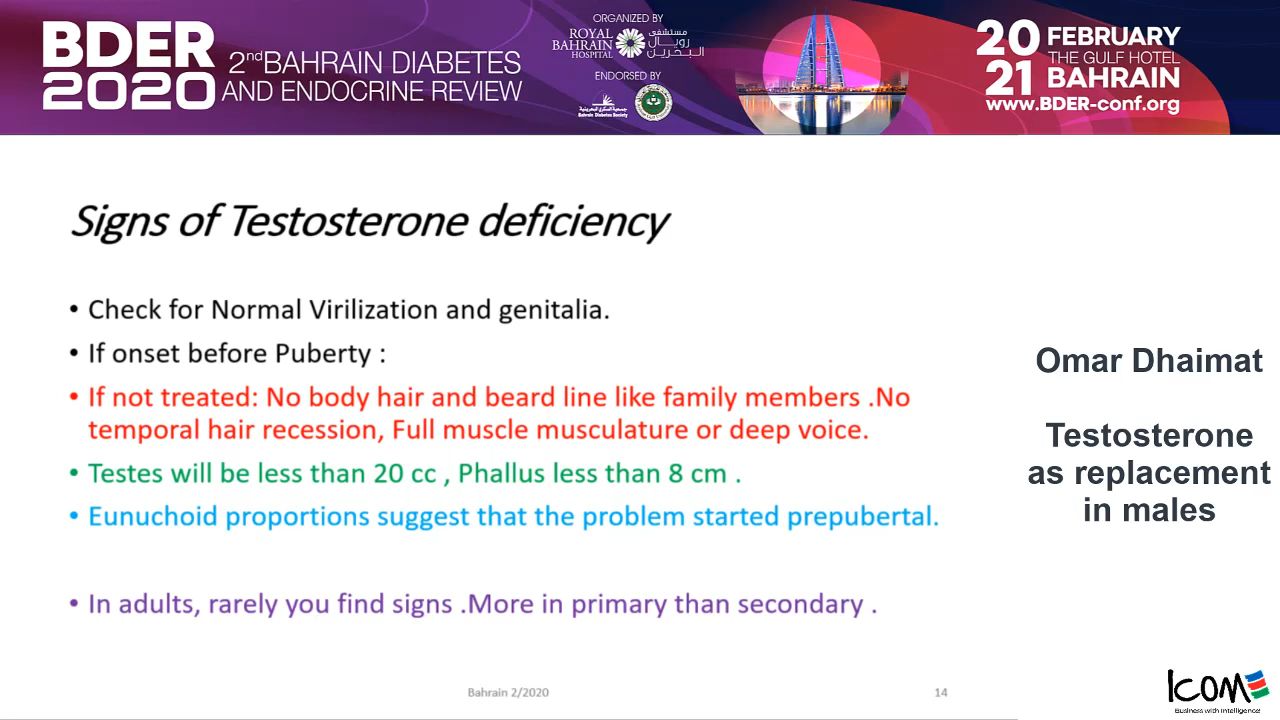 BDER
2020
2nd BAHRAIN DIABETES
AND ENDOCRINE REVIEW
ORGANIZED BY
ROYAL
BAHRAIN
HOSPITAL
مستشفى
رويال
البحرين
ENDORSED BY
Bahrain Diabetes Society
20 FEBRUARY
THE GULF HOTEL
21 BAHRAIN
www.BDER-conf.org
Signs of Testosterone deficiency
• Check for Normal Virilization and genitalia.
• If onset before Puberty :
• If not treated: No body hair and beard line like family members .No
temporal hair recession, Full muscle musculature or deep voice.
• Testes will be less than 20 cc , Phallus less than 8 cm .
• Eunuchoid proportions suggest that the problem started prepubertal.
• In adults, rarely you find signs .More in primary than secondary .
Bahrain 2/2020
14
Omar Dhaimat
Testosterone
as replacement
in males
ICOM
Business with Intelligence!